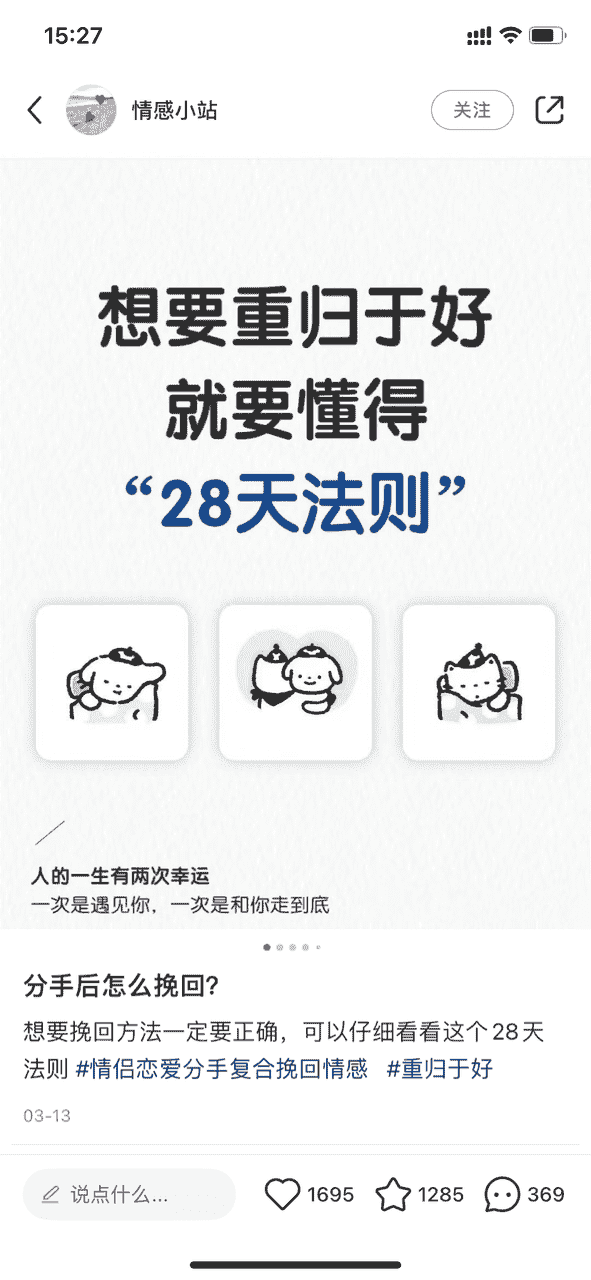 15:27
情感小站
关注
想要重归于好
就要懂得
“28天法则”
人的一生有两次幸运
一次是遇见你，一次是和你走到底
分手后怎么挽回？
想要挽回方法一定要正确，可以仔细看看这个28天
法则 #情侣恋爱分手复合挽回情感 #重归于好
03-13
说点什么...
1695
1285
369